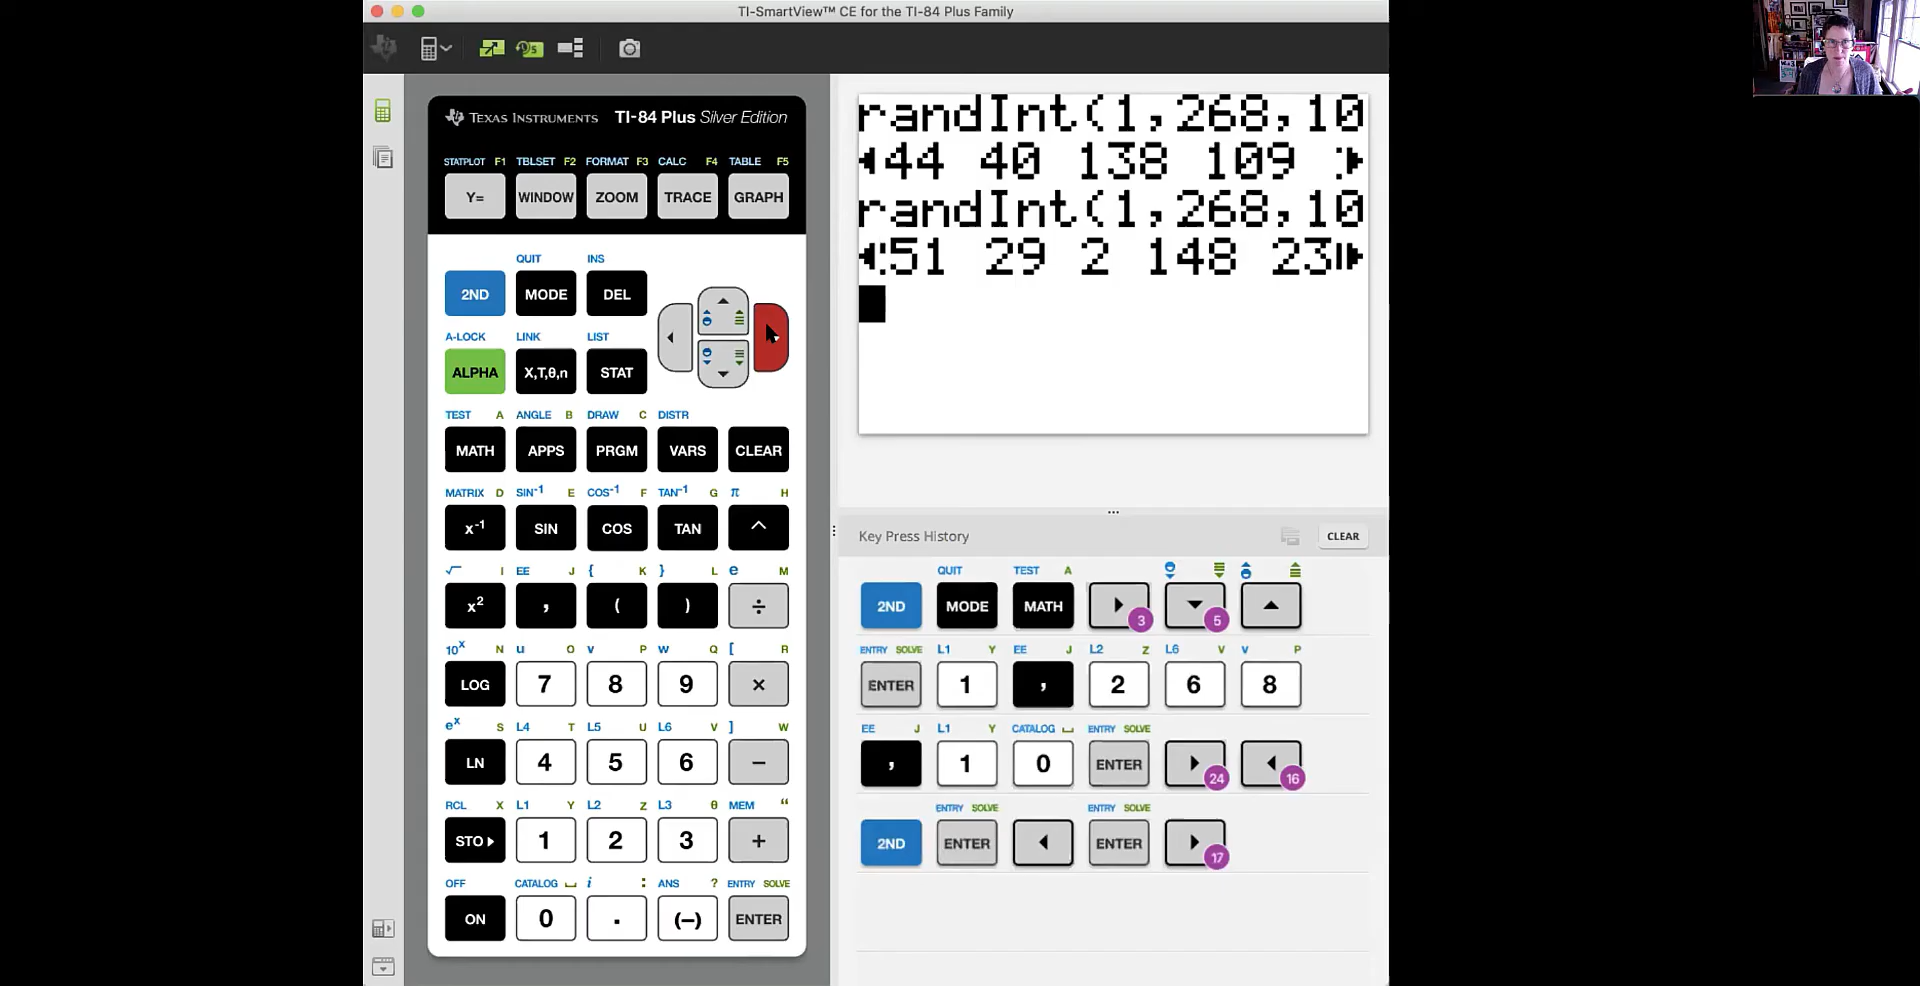 TI-SmartView™ CE for the TI-84 Plus Family
TEXAS INSTRUMENTS TI-84 Plus Silver Edition
STATPLOT F1 TBLSET F2 FORMAT F3 CALC F4 TABLE F5
Y= WINDOW ZOOM TRACE GRAPH
QUIT INS
2ND MODE DEL
A-LOCK LINK LIST
ALPHA X,T,θ,n STAT
TEST A ANGLE B DRAW C DISTR
MATH APPS PRGM VARS CLEAR
MATRIX D SIN⁻¹ E COS⁻¹ F TAN⁻¹ G π H
x⁻¹ SIN COS TAN ^
√ I EE J { K } L e M
x² , ( ) ÷
10ˣ N u O v P w Q [ R
LOG 7 8 9 ×
eˣ S L4 T L5 U L6 V ] W
LN 4 5 6 −
RCL X L1 Y L2 Z L3 θ MEM “
STO▸ 1 2 3 +
OFF CATALOG ⎵ i : ANS ? ENTRY SOLVE
ON 0 . (−) ENTER
randInt(1,268,10
44 40 138 109
randInt(1,268,10
51 29 2 148 23
Key Press History CLEAR
QUIT TEST A
2ND MODE MATH 3 5
ENTRY SOLVE L1 Y EE J L2 Z L6 V v P
ENTER 1 , 2 6 8
EE J L1 Y CATALOG ⎵ ENTRY SOLVE
, 1 0 ENTER 24 16
ENTRY SOLVE ENTRY SOLVE
2ND ENTER ENTER 17